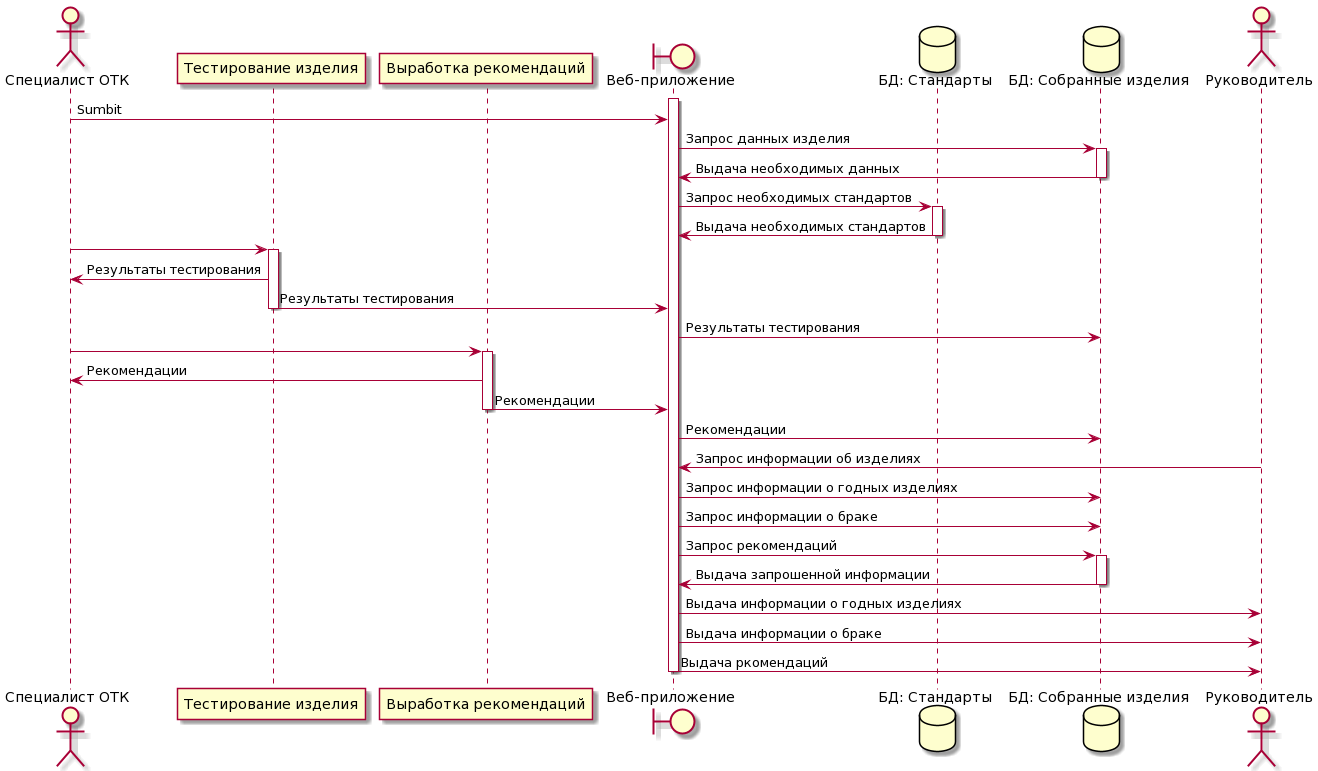 Специалист ОТК
Тестирование изделия
Выработка рекомендаций
Веб-приложение
БД: Стандарты
БД: Собранные изделия
Руководитель
Sumbit
Запрос данных изделия
Выдача необходимых данных
Запрос необходимых стандартов
Выдача необходимых стандартов
Результаты тестирования
Результаты тестирования
Результаты тестирования
Рекомендации
Рекомендации
Рекомендации
Запрос информации об изделиях
Запрос информации о годных изделиях
Запрос информации о браке
Запрос рекомендаций
Выдача запрошенной информации
Выдача информации о годных изделиях
Выдача информации о браке
Выдача ркомендаций
Специалист ОТК
Тестирование изделия
Выработка рекомендаций
Веб-приложение
БД: Стандарты
БД: Собранные изделия
Руководитель